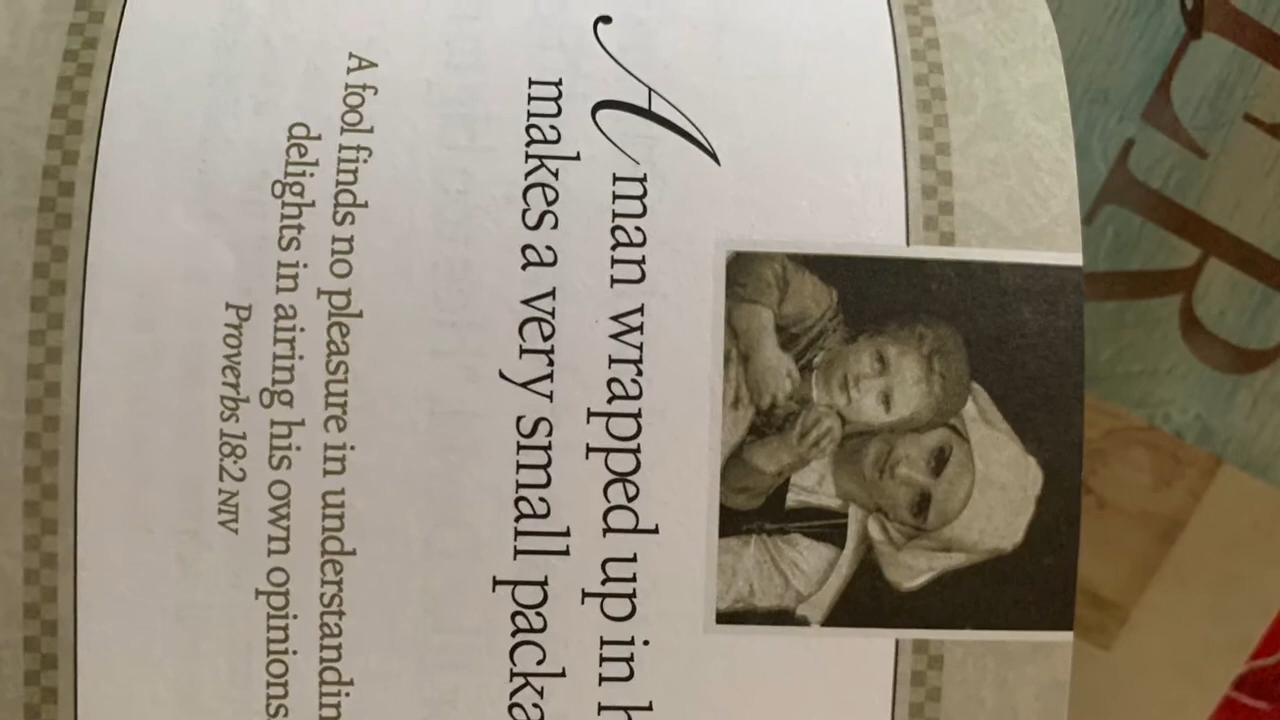 A man wrapped up in h
makes a very small packa
A fool finds no pleasure in understandin
delights in airing his own opinions.
Proverbs 18:2 NIV